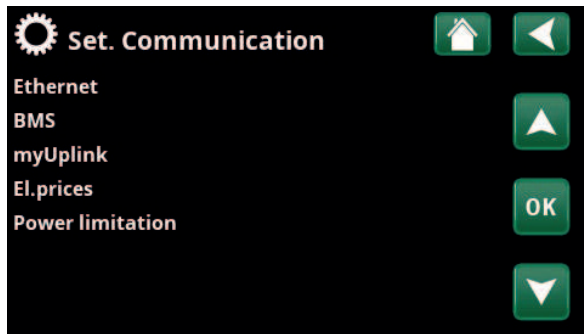 Set. Communication
Ethernet
BMS
myUplink
El.prices
OK
Power limitation